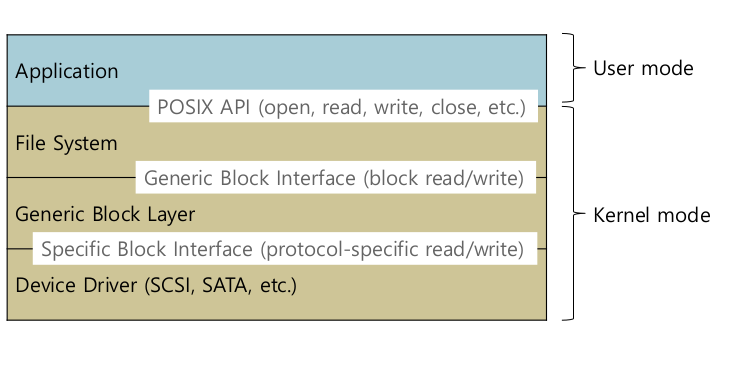 Application
User mode
POSIX API (open, read, write, close, etc.)
File System
Generic Block Interface (block read/write)
Generic Block Layer
Kernel mode
Specific Block Interface (protocol-specific read/write)
Device Driver (SCSI, SATA, etc.)